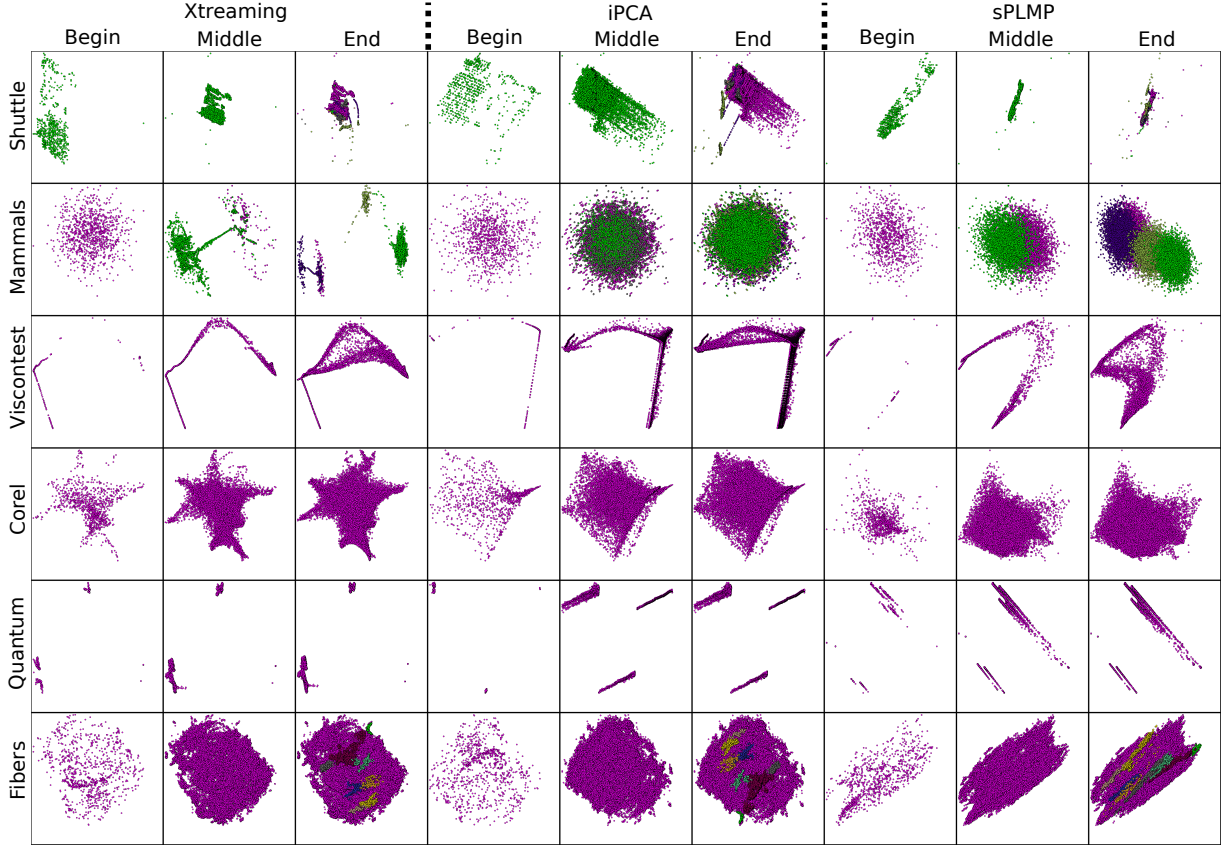 Xtreaming iPCA sPLMP
Begin Middle End Begin Middle End Begin Middle End
Shuttle
Mammals
Viscontest
Corel
Quantum
Fibers